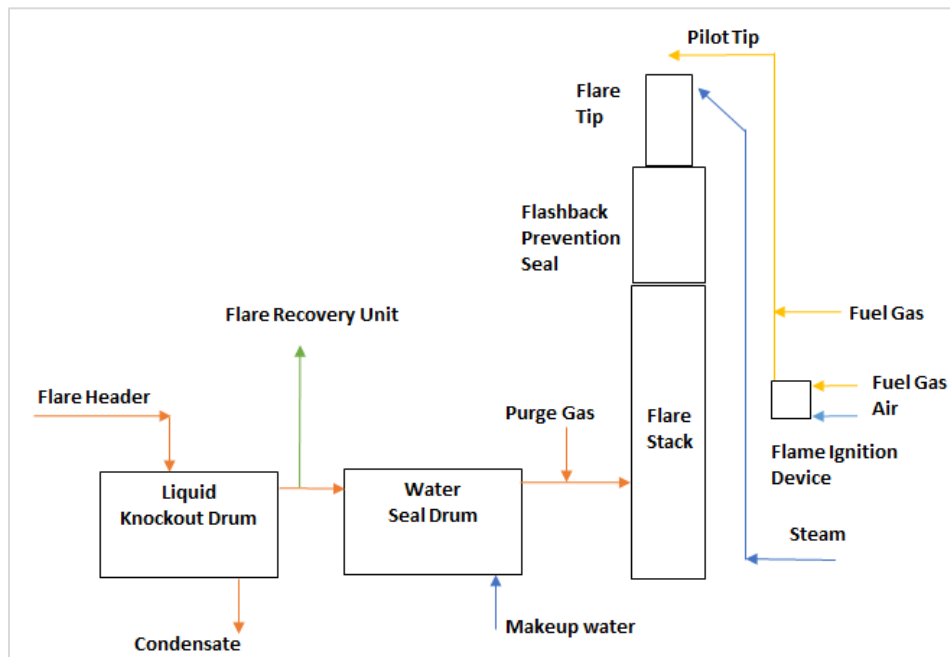 Pilot Tip
Flare
Tip
Flashback
Prevention
Seal
Flare Recovery Unit
Fuel Gas
Flare Header
Fuel Gas
Air
Purge Gas
Flare
Stack
Flame Ignition
Device
Liquid
Knockout Drum
Water
Seal Drum
Steam
Condensate
Makeup water